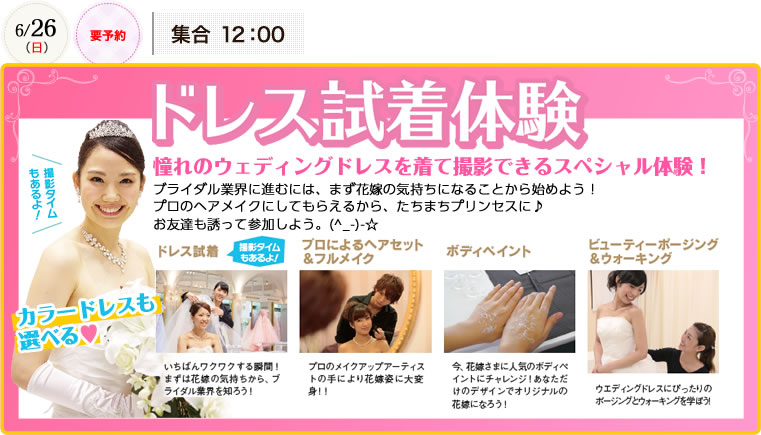 6/26
(日)
要予約
集合 12:00
ドレス試着体験
憧れのウェディングドレスを着て撮影できるスペシャル体験！
ブライダル業界に進むには、まず花嫁の気持ちになることから始めよう！
プロのヘアメイクにしてもらえるから、たちまちプリンセスに♪
お友達も誘って参加しよう。(^_-)-☆
撮影タイム
もあるよ！
カラードレスも
選べる♥
ドレス試着
撮影タイム
もあるよ！
いちばんワクワクする瞬間！
まずは花嫁の気持ちから、ブ
ライダル業界を知ろう！
プロによるヘアセット
＆フルメイク
プロのメイクアップアーティス
トの手により花嫁姿に大変
身！！
ボディペイント
今、花嫁さまに人気のボディペ
イントにチャレンジ！あなただ
けのデザインでオリジナルの
花嫁になろう！
ビューティーポージング
＆ウォーキング
ウエディングドレスにぴったりの
ポージングとウォーキングを学ぼう！